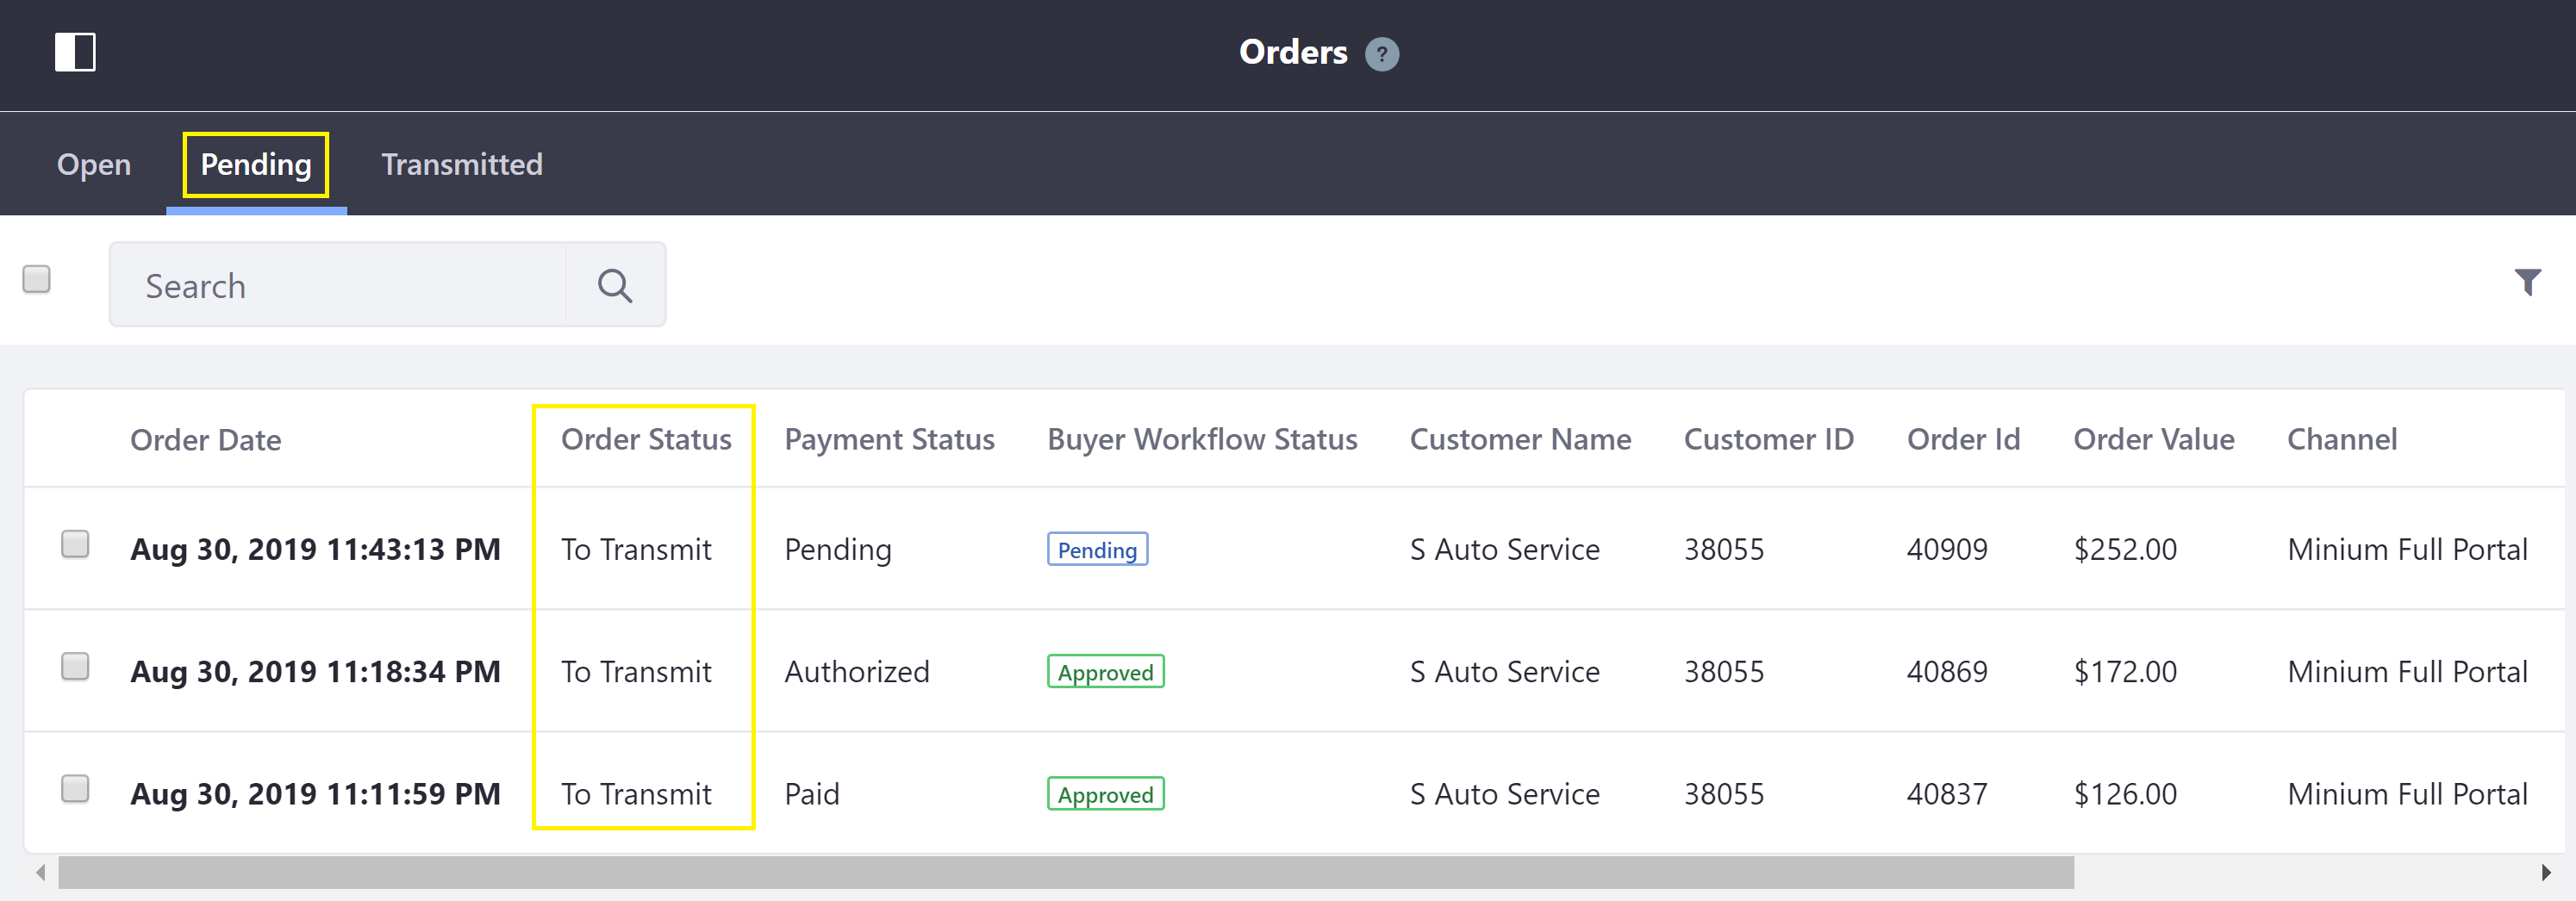 Orders ?
Open Pending Transmitted
Search
Order Date Order Status Payment Status Buyer Workflow Status Customer Name Customer ID Order Id Order Value Channel
Aug 30, 2019 11:43:13 PM To Transmit Pending Pending S Auto Service 38055 40909 $252.00 Minium Full Portal
Aug 30, 2019 11:18:34 PM To Transmit Authorized Approved S Auto Service 38055 40869 $172.00 Minium Full Portal
Aug 30, 2019 11:11:59 PM To Transmit Paid Approved S Auto Service 38055 40837 $126.00 Minium Full Portal